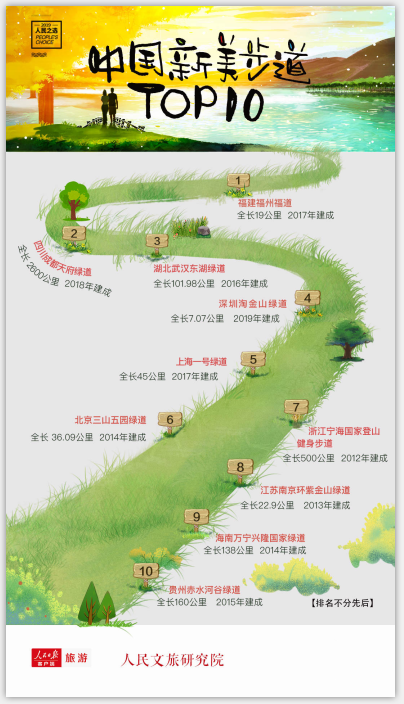 2019
人民之选
PEOPLE'S
CHOICE
中国新美步道
TOP10
1
福建福州福道
全长19公里 2017年建成
2
四川成都天府绿道
全长 2600公里 2018年建成
3
湖北武汉东湖绿道
全长101.98公里 2016年建成
4
深圳淘金山绿道
全长7.07公里 2019年建成
5
上海一号绿道
全长45公里 2017年建成
6
北京三山五园绿道
全长 36.09公里 2014年建成
7
浙江宁海国家登山
健身步道
全长500公里 2012年建成
8
江苏南京环紫金山绿道
全长22.9公里 2013年建成
9
海南万宁兴隆国家绿道
全长138公里 2014年建成
10
贵州赤水河谷绿道
全长160公里 2015年建成
【排名不分先后】
人民日报
客户端
旅游
人民文旅研究院